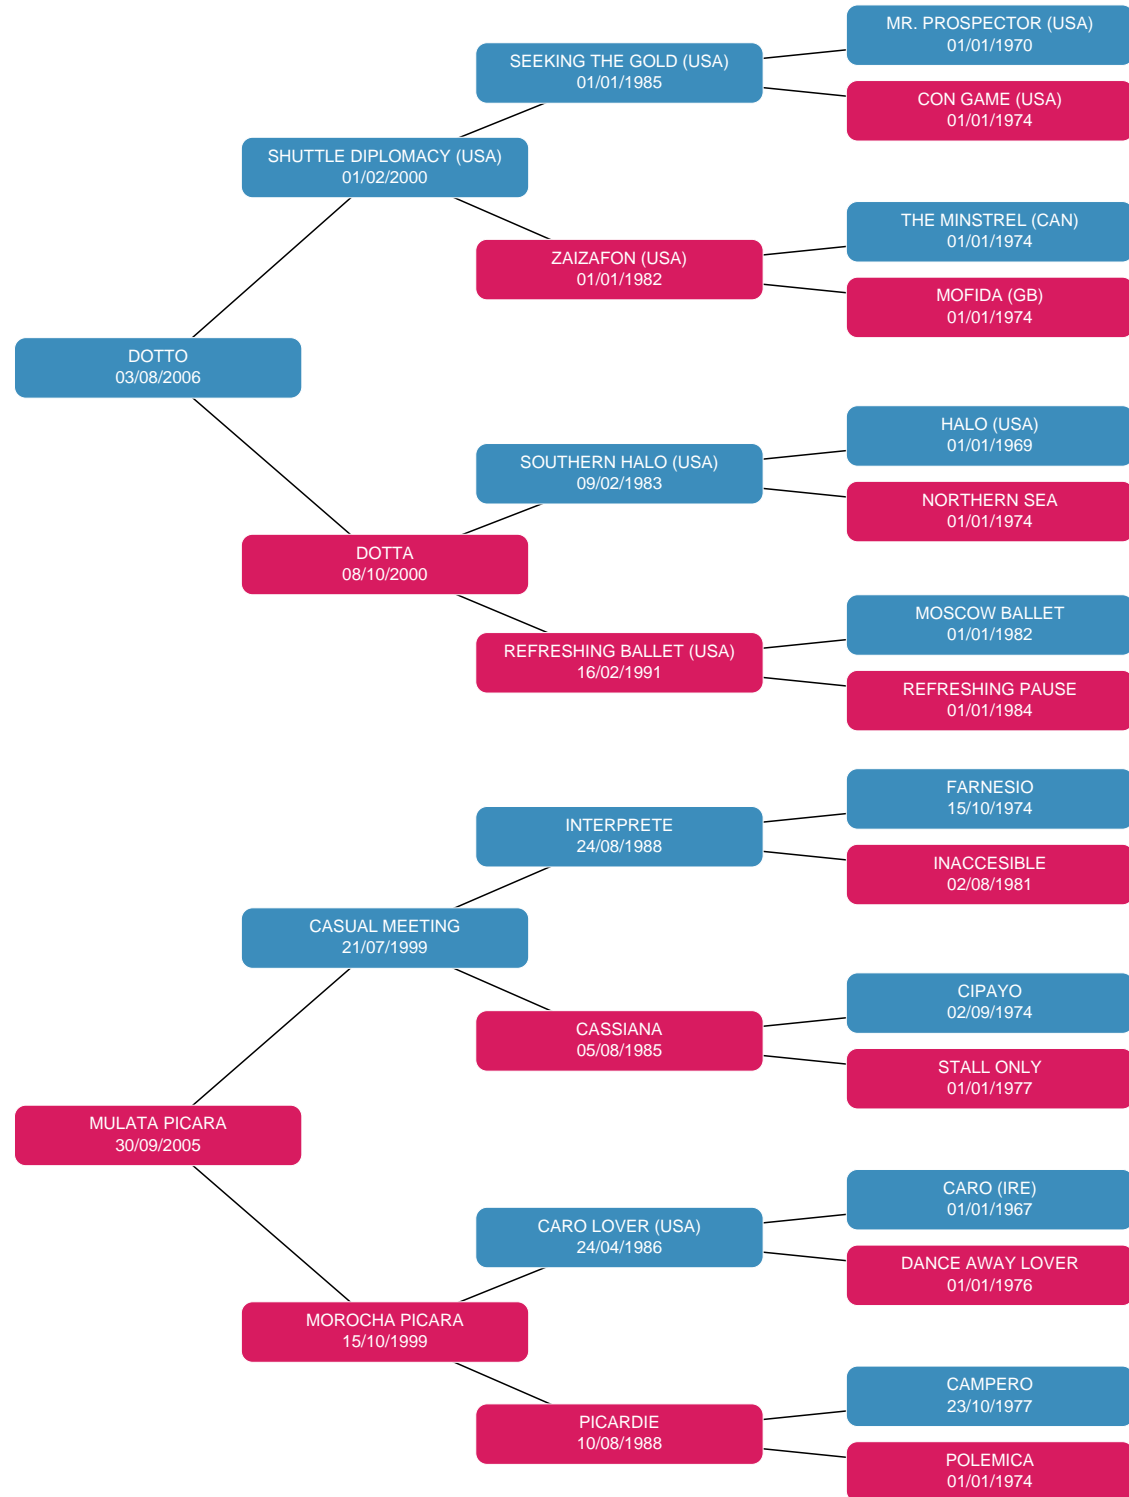 MR. PROSPECTOR (USA)
01/01/1970
SEEKING THE GOLD (USA)
01/01/1985
CON GAME (USA)
01/01/1974
SHUTTLE DIPLOMACY (USA)
01/02/2000
THE MINSTREL (CAN)
01/01/1974
ZAIZAFON (USA)
01/01/1982
MOFIDA (GB)
01/01/1974
DOTTO
03/08/2006
HALO (USA)
01/01/1969
SOUTHERN HALO (USA)
09/02/1983
NORTHERN SEA
01/01/1974
DOTTA
08/10/2000
MOSCOW BALLET
01/01/1982
REFRESHING BALLET (USA)
16/02/1991
REFRESHING PAUSE
01/01/1984
FARNESIO
15/10/1974
INTERPRETE
24/08/1988
INACCESIBLE
02/08/1981
CASUAL MEETING
21/07/1999
CIPAYO
02/09/1974
CASSIANA
05/08/1985
STALL ONLY
01/01/1977
MULATA PICARA
30/09/2005
CARO (IRE)
01/01/1967
CARO LOVER (USA)
24/04/1986
DANCE AWAY LOVER
01/01/1976
MOROCHA PICARA
15/10/1999
CAMPERO
23/10/1977
PICARDIE
10/08/1988
POLEMICA
01/01/1974